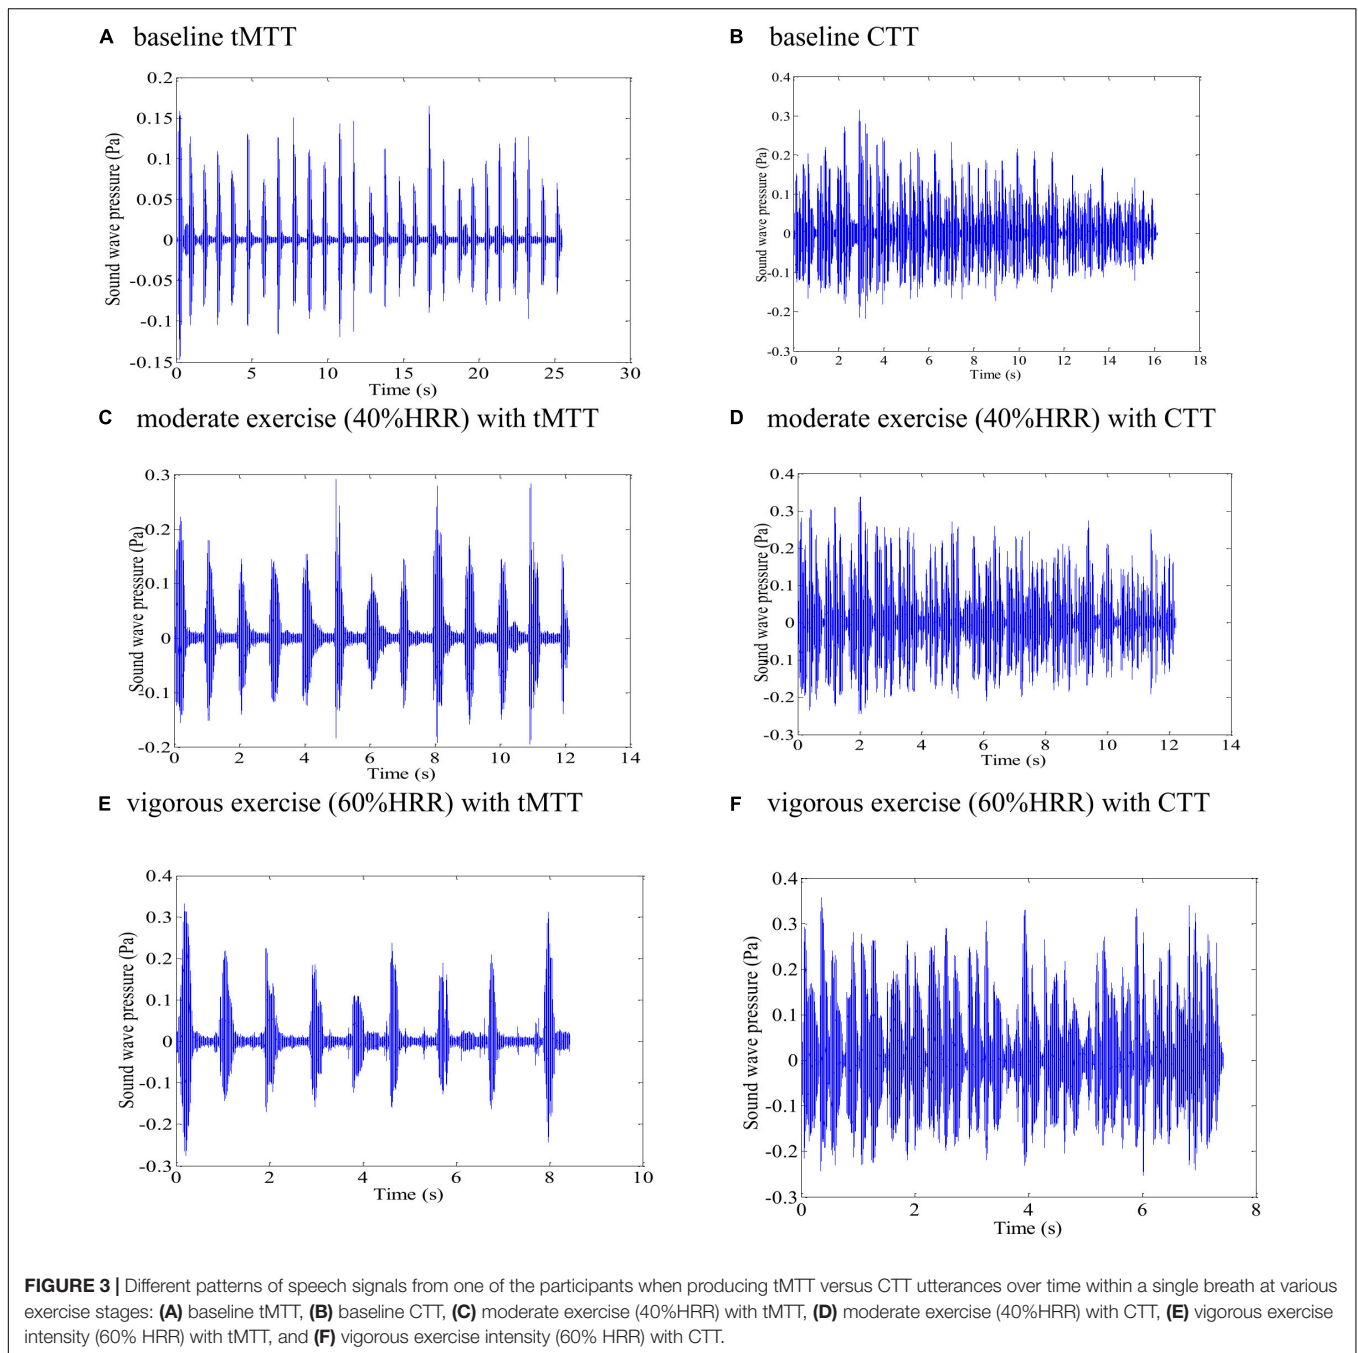 A baseline tMTT
0.2
0.15
0.1
0.05
0
-0.05
-0.1
-0.15
Sound wave pressure (Pa)
0 5 10 15 20 25 30
Time (s)
B baseline CTT
0.4
0.3
0.2
0.1
0
-0.1
-0.2
-0.3
Sound wave pressure (Pa)
0 2 4 6 8 10 12 14 16 18
Time (s)
C moderate exercise (40%HRR) with tMTT
0.3
0.2
0.1
0
-0.1
-0.2
Sound wave pressure (Pa)
0 2 4 6 8 10 12 14
Time (s)
D moderate exercise (40%HRR) with CTT
0.4
0.3
0.2
0.1
0
-0.1
-0.2
-0.3
Sound wave pressure (Pa)
0 2 4 6 8 10 12 14
Time (s)
E vigorous exercise (60%HRR) with tMTT
0.4
0.3
0.2
0.1
0
-0.1
-0.2
-0.3
Sound wave pressure (Pa)
0 2 4 6 8 10
Time (s)
F vigorous exercise (60%HRR) with CTT
0.4
0.3
0.2
0.1
0
-0.1
-0.2
-0.3
Sound wave pressure (Pa)
0 2 4 6 8
Time (s)
FIGURE 3 | Different patterns of speech signals from one of the participants when producing tMTT versus CTT utterances over time within a single breath at various
exercise stages: (A) baseline tMTT, (B) baseline CTT, (C) moderate exercise (40%HRR) with tMTT, (D) moderate exercise (40%HRR) with CTT, (E) vigorous exercise
intensity (60% HRR) with tMTT, and (F) vigorous exercise intensity (60% HRR) with CTT.